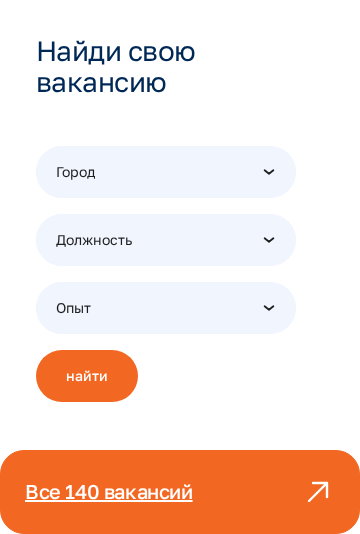 Найди свою
вакансию
Город
Должность
Опыт
найти
Все 140 вакансий